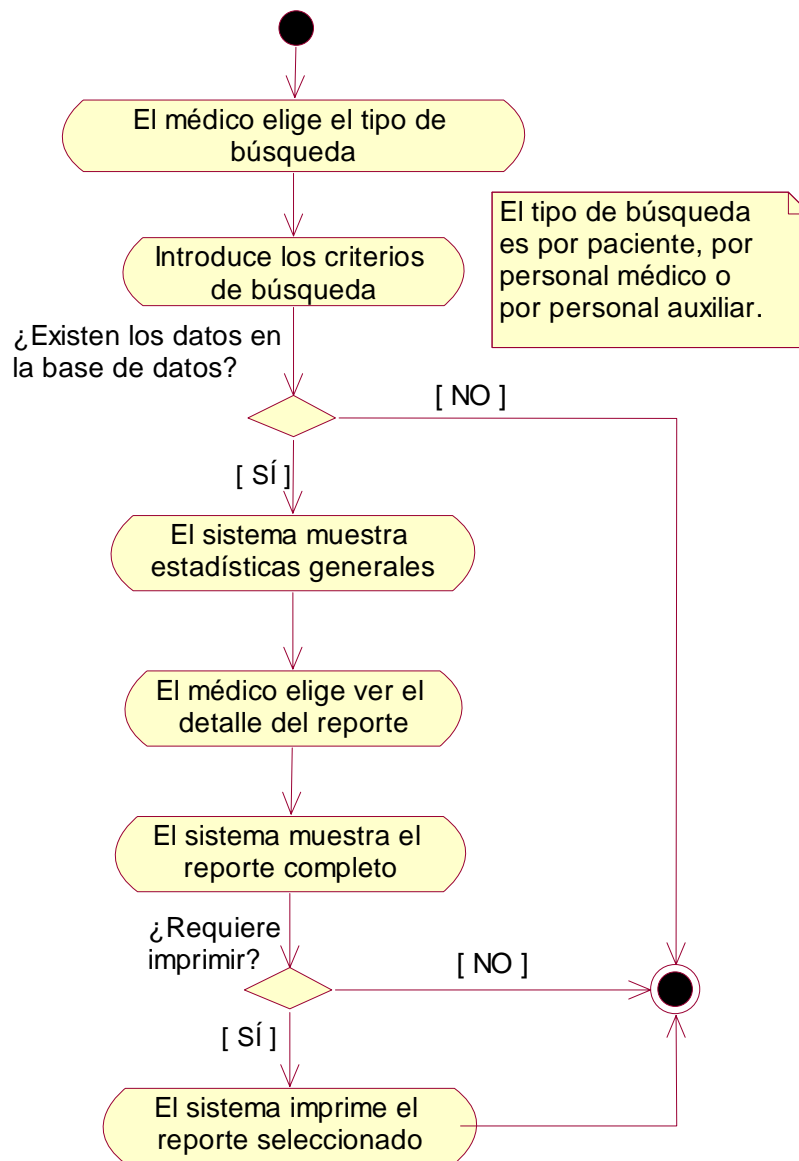 El médico elige el tipo de
búsqueda
El tipo de búsqueda
es por paciente, por
personal médico o
por personal auxiliar.
Introduce los criterios
de búsqueda
¿Existen los datos en
la base de datos?
[ NO ]
[ SÍ ]
El sistema muestra
estadísticas generales
El médico elige ver el
detalle del reporte
El sistema muestra el
reporte completo
¿Requiere
imprimir?
[ NO ]
[ SÍ ]
El sistema imprime el
reporte seleccionado